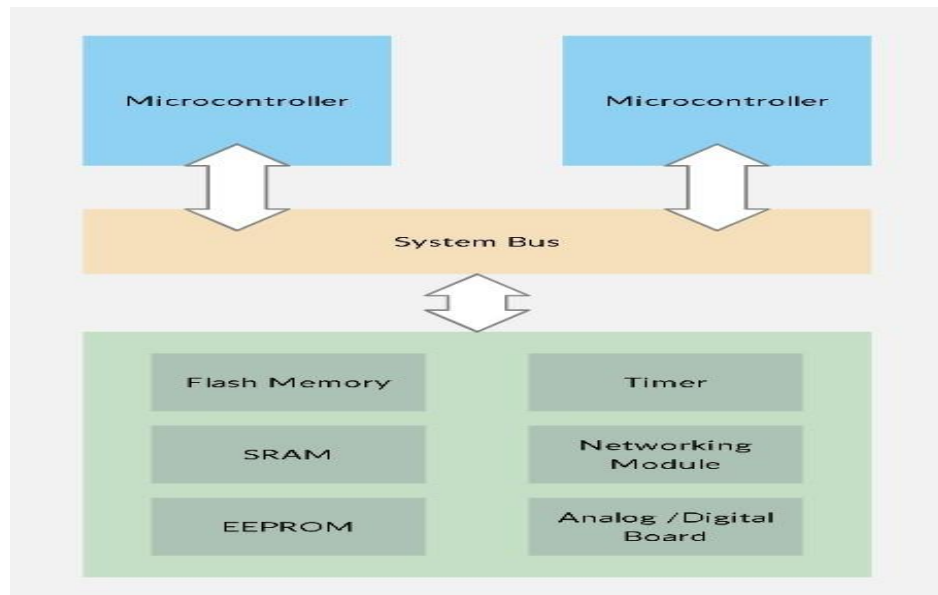 Microcontroller
Microcontroller
System Bus
Flash Memory
Timer
SRAM
Networking
Module
EEPROM
Analog /Digital
Board